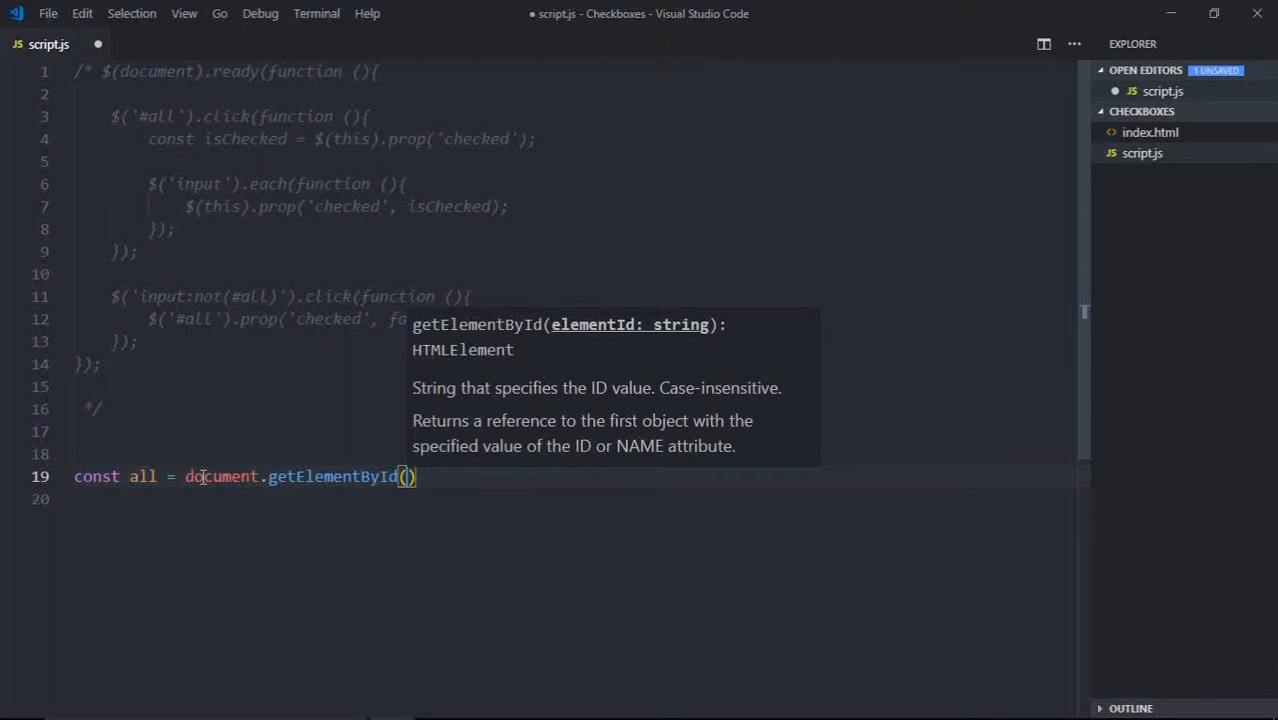 File Edit Selection View Go Debug Terminal Help
● script.js - Checkboxes - Visual Studio Code
JS script.js ●
EXPLORER
OPEN EDITORS 1 UNSAVED
● JS script.js
CHECKBOXES
<> index.html
JS script.js
OUTLINE
1 /* $(document).ready(function (){
2
3 $('#all').click(function (){
4 const isChecked = $(this).prop('checked');
5
6 $('input').each(function (){
7 $(this).prop('checked', isChecked);
8 });
9 });
10
11 $('input:not(#all)').click(function (){
12 $('#all').prop('checked', fa
13 });
14 });
15
16 */
17
18
19 const all = document.getElementById()
20
getElementById(elementId: string):
HTMLElement
String that specifies the ID value. Case-insensitive.
Returns a reference to the first object with the
specified value of the ID or NAME attribute.